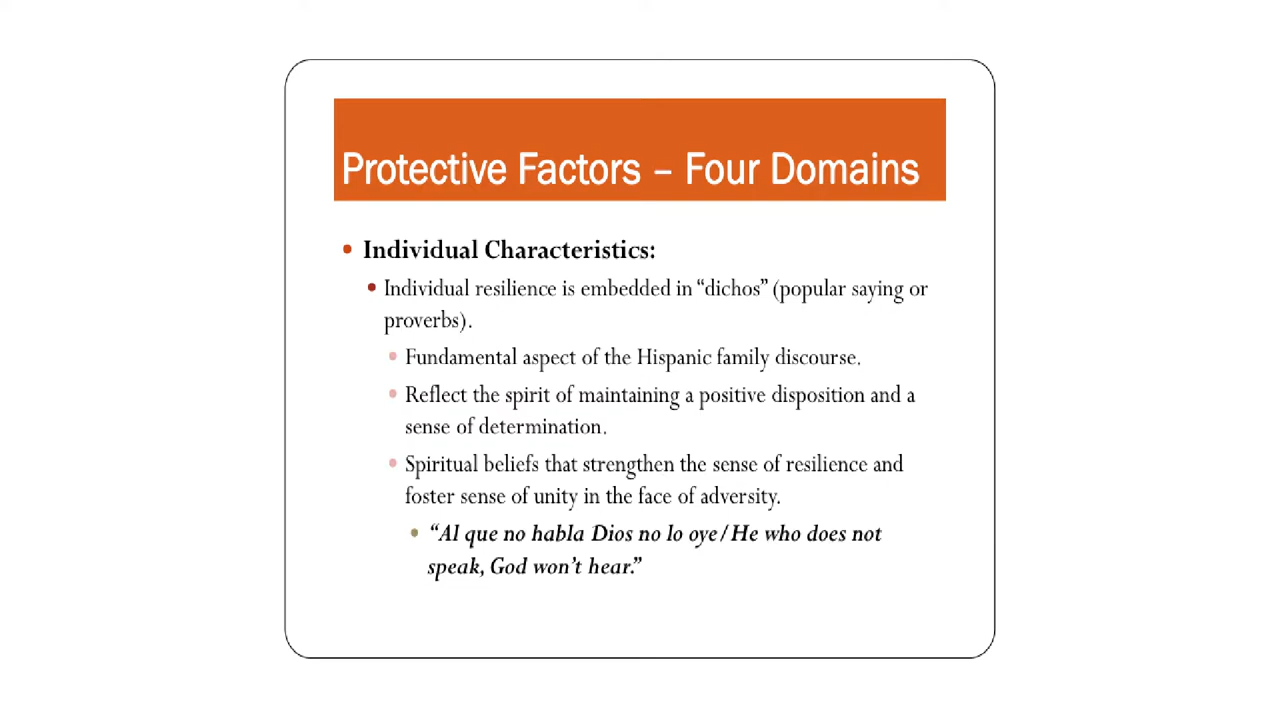 Protective Factors – Four Domains
• Individual Characteristics:
• Individual resilience is embedded in “dichos” (popular saying or
proverbs).
• Fundamental aspect of the Hispanic family discourse.
• Reflect the spirit of maintaining a positive disposition and a
sense of determination.
• Spiritual beliefs that strengthen the sense of resilience and
foster sense of unity in the face of adversity.
• “Al que no habla Dios no lo oye/He who does not
speak, God won’t hear.”